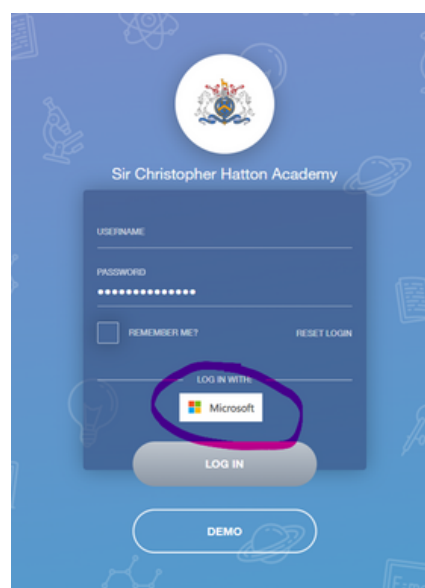 Sir Christopher Hatton Academy
USERNAME
PASSWORD
REMEMBER ME? RESET LOGIN
LOG IN WITH:
Microsoft
LOG IN
DEMO